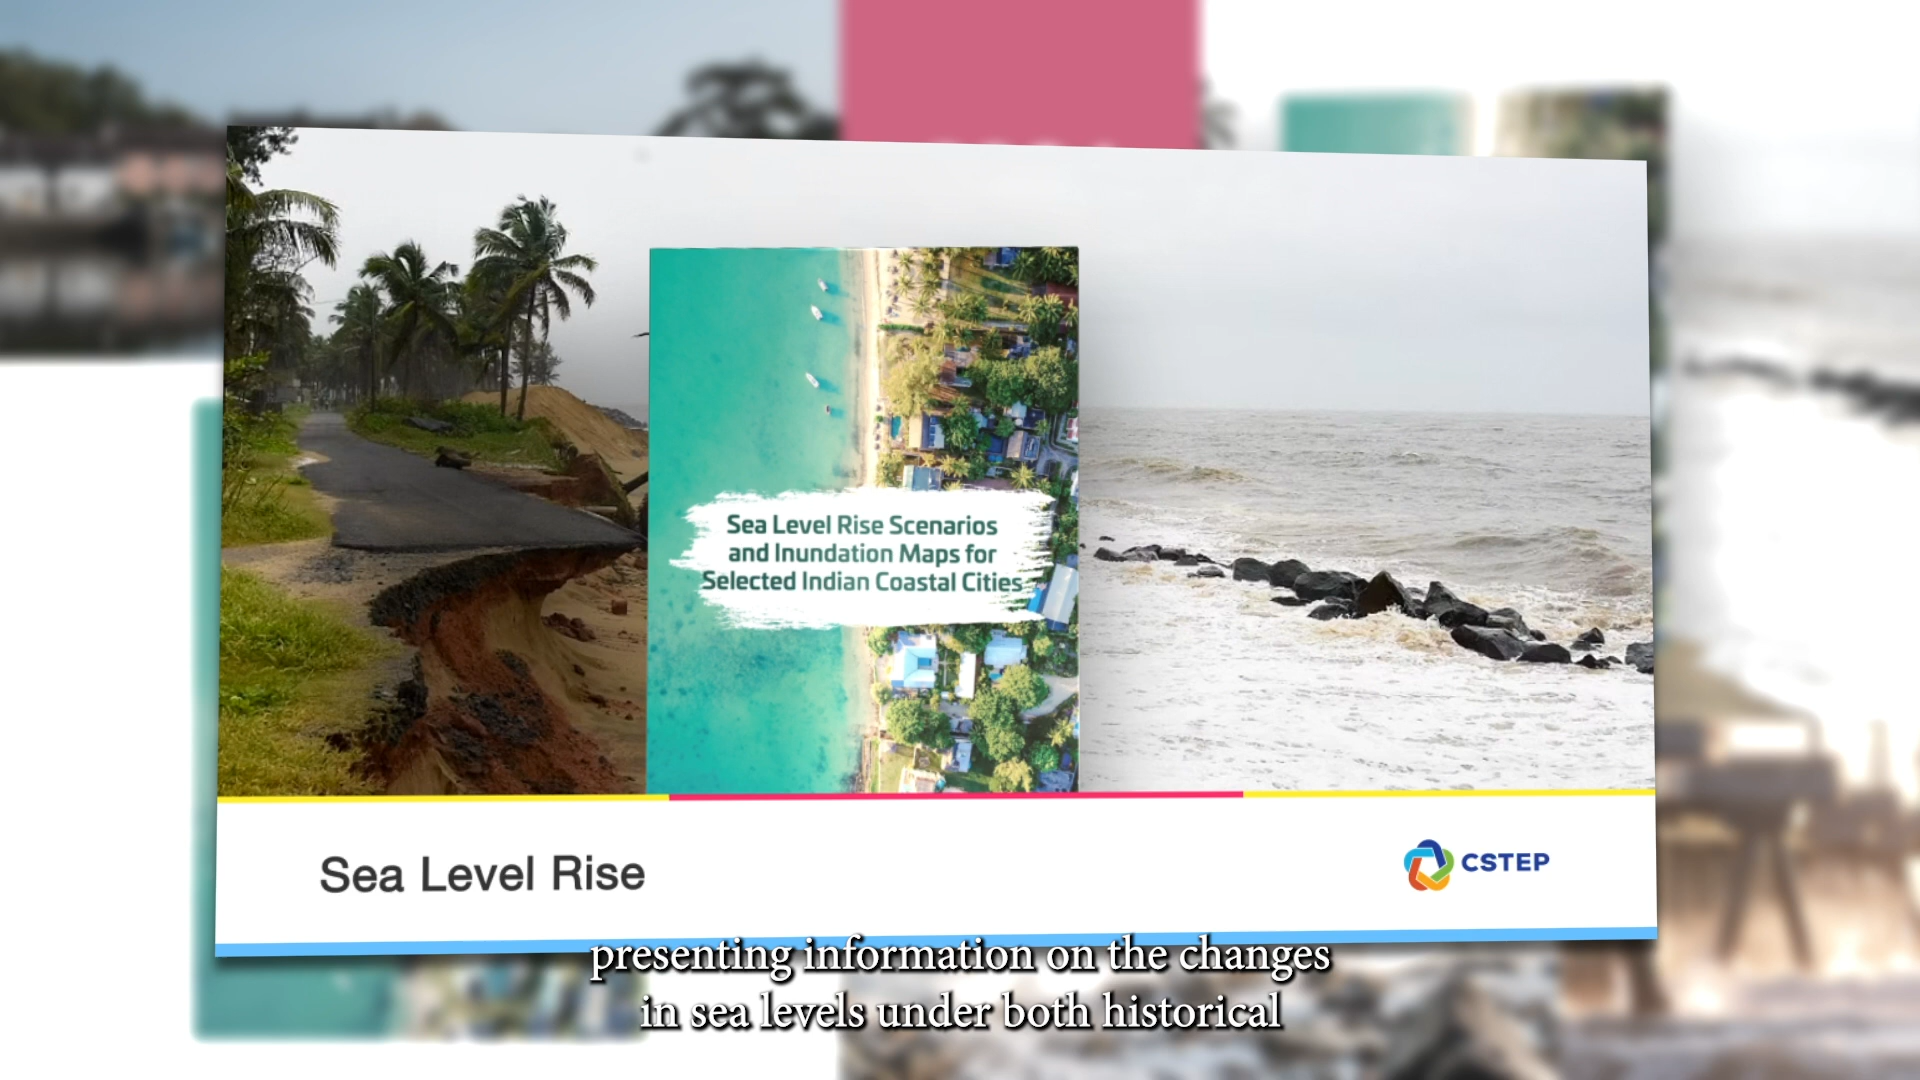 Sea Level Rise Scenarios
and Inundation Maps for
Selected Indian Coastal Cities
Sea Level Rise
CSTEP
presenting information on the changes
in sea levels under both historical